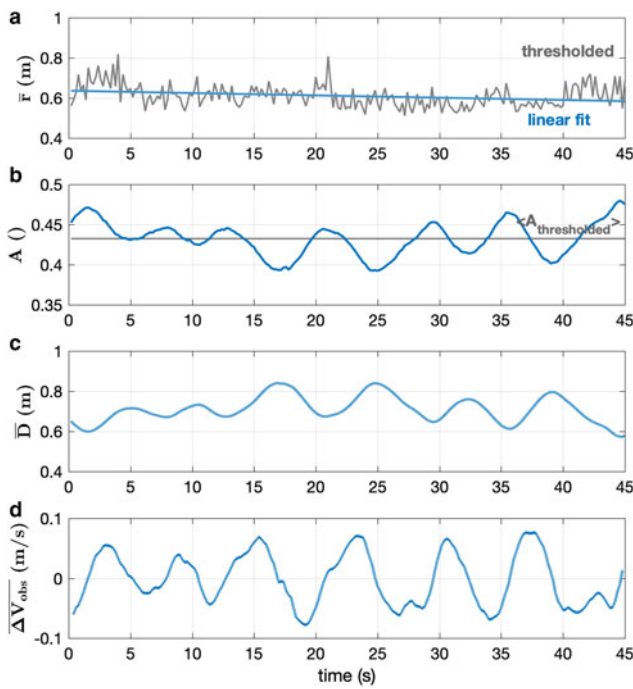 a
r̅ (m)
1
0.8
0.6
0.4
thresholded
linear fit
0 5 10 15 20 25 30 35 40 45
b
A ()
0.5
0.45
0.4
0.35
<A_thresholded>
0 5 10 15 20 25 30 35 40 45
c
D̅ (m)
1
0.8
0.6
0.4
0 5 10 15 20 25 30 35 40 45
d
Δ̅V̅_obs (m/s)
0.1
0
-0.1
0 5 10 15 20 25 30 35 40 45
time (s)